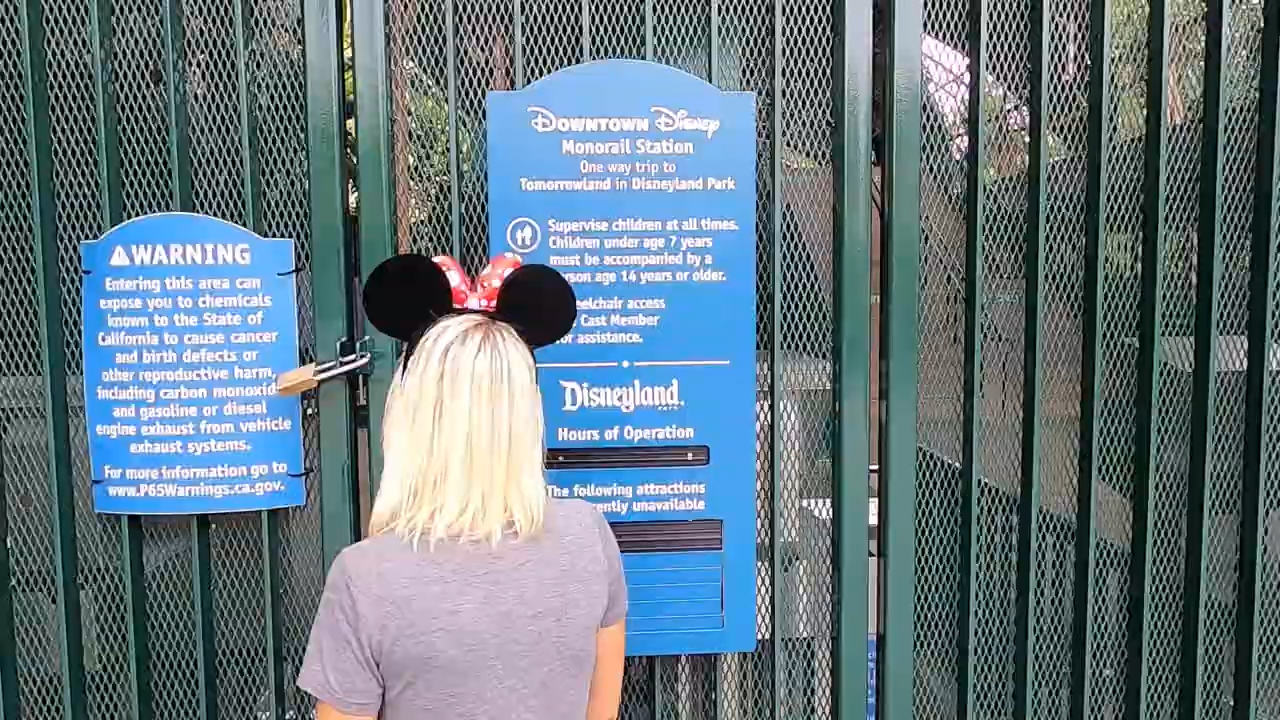 WARNING
Entering this area can
expose you to chemicals
known to the State of
California to cause cancer
and birth defects or
other reproductive harm,
including carbon monoxide
and gasoline or diesel
engine exhaust from vehicle
exhaust systems.
For more information go to
www.P65Warnings.ca.gov.
DOWNTOWN Disney
Monorail Station
One way trip to
Tomorrowland in Disneyland Park
Supervise children at all times.
Children under age 7 years
must be accompanied by a
rson age 14 years or older.
elchair access
Cast Member
or assistance.
Disneyland
PARK
Hours of Operation
The following attractions
ently unavailable